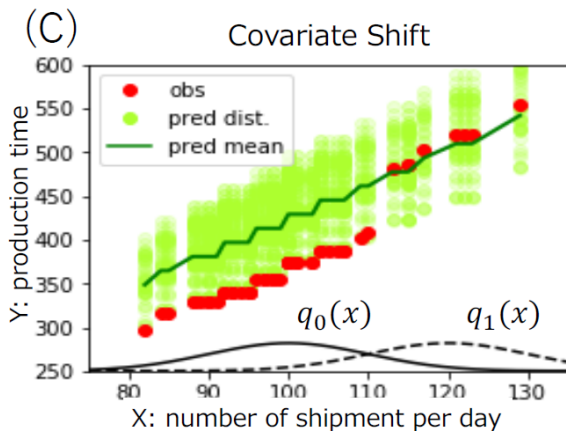 (C)
Covariate Shift
600
550
500
450
400
350
300
250
obs
pred dist.
pred mean
Y: production time
q₀(x)
q₁(x)
80
90
100
110
120
130
X: number of shipment per day